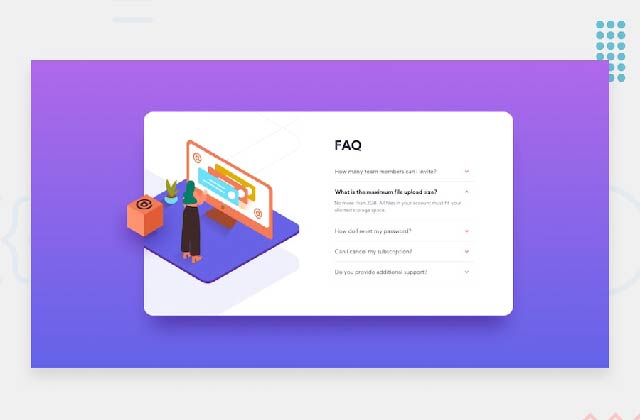 FAQ
How many team members can I invite?
What is the maximum file upload size?
No more than 2GB. All files in your account must fit your
allotted storage space.
How do I reset my password?
Can I cancel my subscription?
Do you provide additional support?